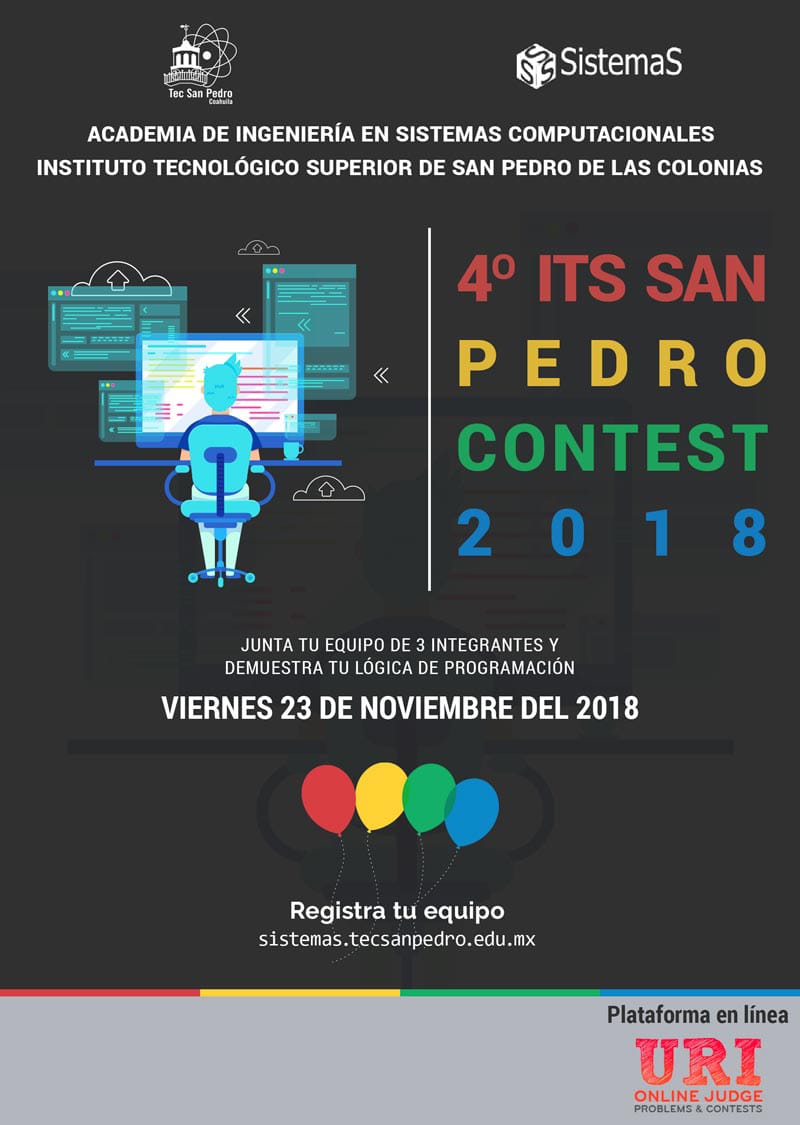 Tec San Pedro
Coahuila
SistemaS
ACADEMIA DE INGENIERÍA EN SISTEMAS COMPUTACIONALES
INSTITUTO TECNOLÓGICO SUPERIOR DE SAN PEDRO DE LAS COLONIAS
4º ITS SAN
PEDRO
CONTEST
2018
JUNTA TU EQUIPO DE 3 INTEGRANTES Y
DEMUESTRA TU LÓGICA DE PROGRAMACIÓN
VIERNES 23 DE NOVIEMBRE DEL 2018
Registra tu equipo
sistemas.tecsanpedro.edu.mx
Plataforma en línea
URI
ONLINE JUDGE
PROBLEMS & CONTESTS